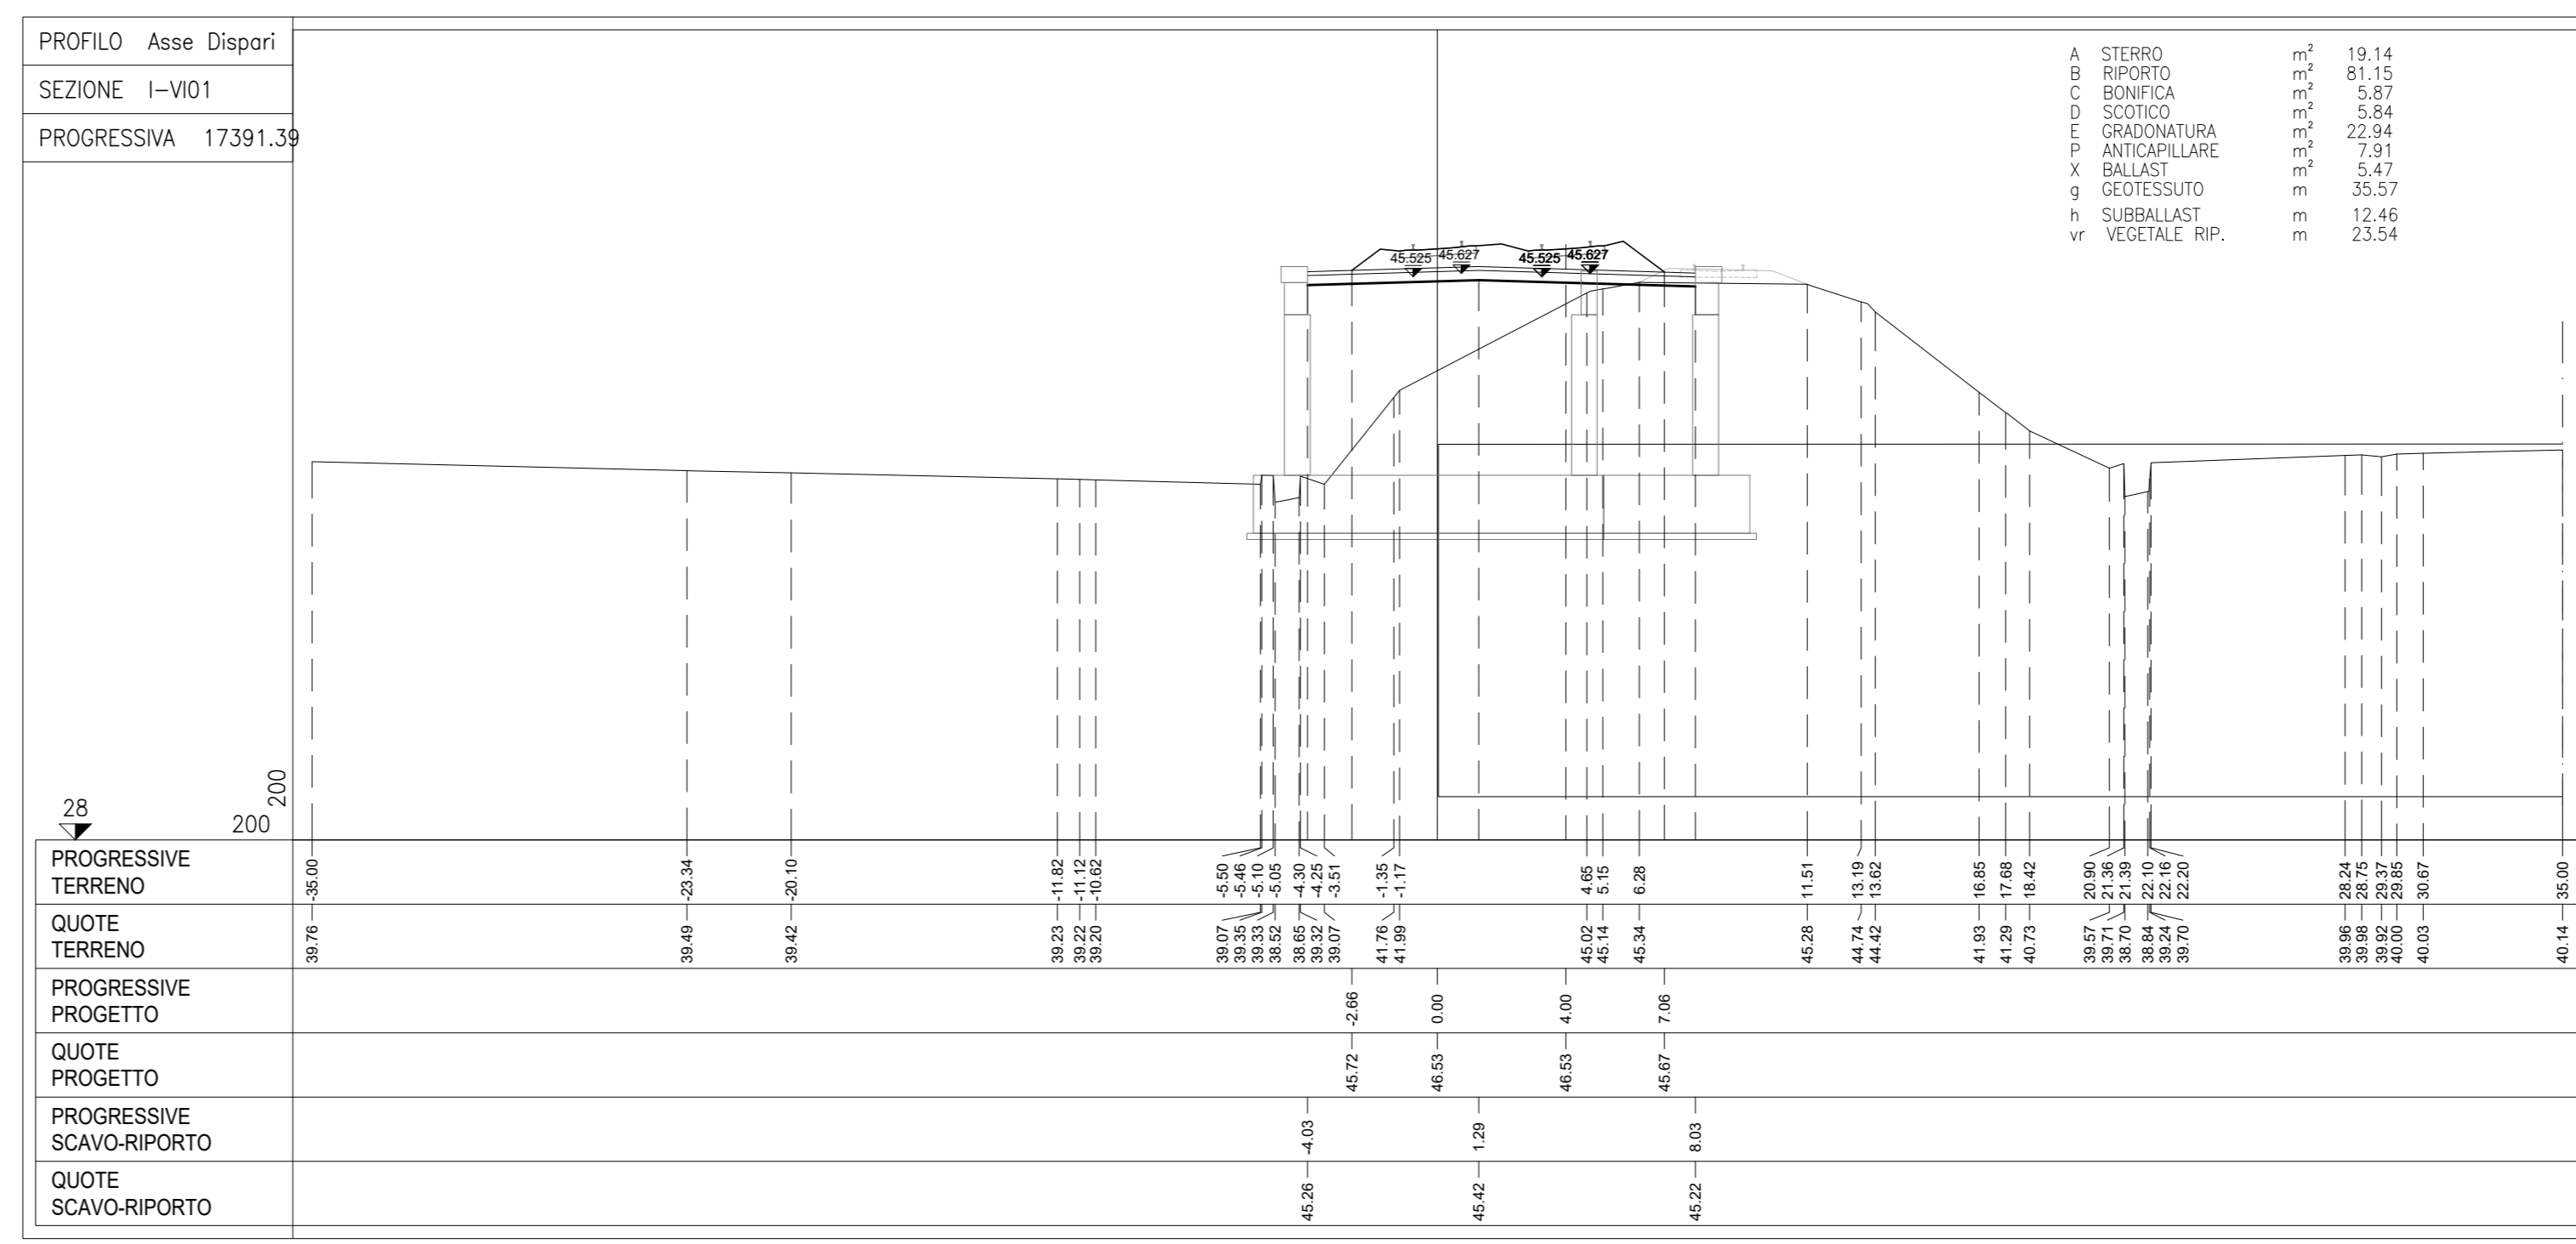 PROFILO Asse Dispari
SEZIONE I-VI01
PROGRESSIVA 17391.39
A STERRO m² 19.14
B RIPORTO m² 81.15
C BONIFICA m² 5.87
D SCOTICO m² 5.84
E GRADONATURA m² 22.94
P ANTICAPILLARE m² 7.91
X BALLAST m² 5.47
g GEOTESSUTO m 35.57
h SUBBALLAST m 12.46
vr VEGETALE RIP. m 23.54
45.525 45.627 45.525 45.627
200
28 200
PROGRESSIVE
TERRENO
-35.00 -23.34 -20.10 -11.82 -11.12 -10.62 -5.50 -5.46 -5.10 -5.05 -4.30 -4.25 -3.51 -1.35 -1.17 4.65 5.15 6.28 11.51 13.19 13.62 16.85 17.68 18.42 20.90 21.36 21.39 22.10 22.16 22.20 28.24 28.75 29.37 29.85 30.67 35.00
QUOTE
TERRENO
39.76 39.49 39.42 39.23 39.22 39.20 39.07 39.35 39.33 38.52 38.65 39.32 39.07 41.76 41.99 45.02 45.14 45.34 45.28 44.74 44.42 41.93 41.29 40.73 39.57 39.71 38.70 38.84 39.24 39.70 39.96 39.98 39.92 40.00 40.03 40.14
PROGRESSIVE
PROGETTO
-2.66 0.00 4.00 7.06
QUOTE
PROGETTO
45.72 46.53 46.53 45.67
PROGRESSIVE
SCAVO-RIPORTO
-4.03 1.29 8.03
QUOTE
SCAVO-RIPORTO
45.26 45.42 45.22